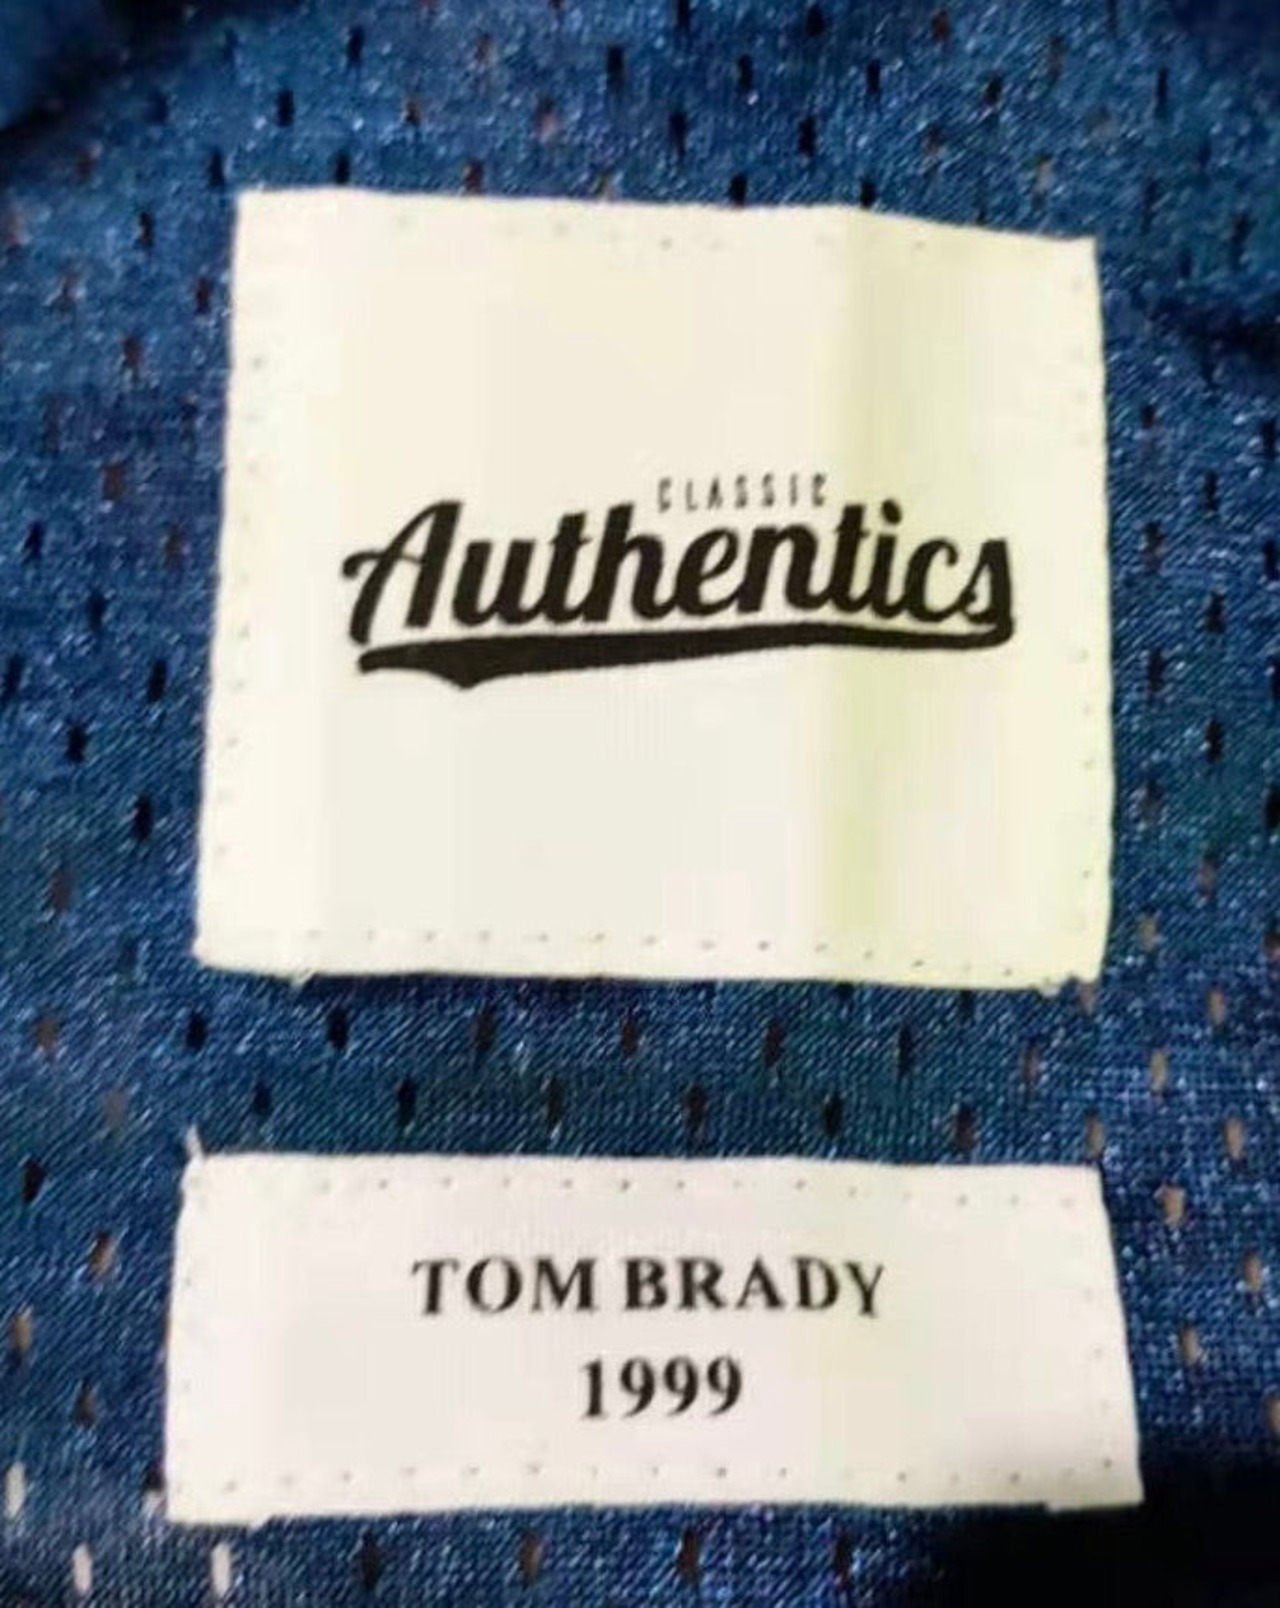 CLASSIC
Authentics
TOM BRADY
1999